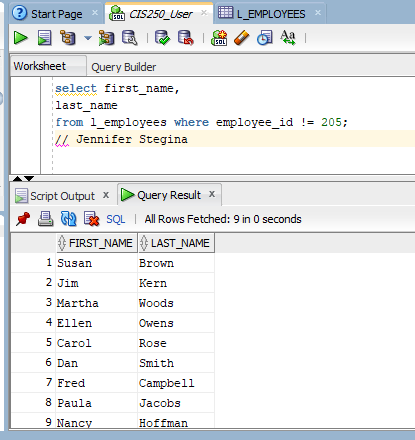 Start Page CIS250_User L_EMPLOYEES
SQL Aa
Worksheet Query Builder
select first_name,
last_name
from l_employees where employee_id != 205;
// Jennifer Stegina
Script Output x Query Result x
SQL All Rows Fetched: 9 in 0 seconds
FIRST_NAME LAST_NAME
1 Susan Brown
2 Jim Kern
3 Martha Woods
4 Ellen Owens
5 Carol Rose
6 Dan Smith
7 Fred Campbell
8 Paula Jacobs
9 Nancy Hoffman